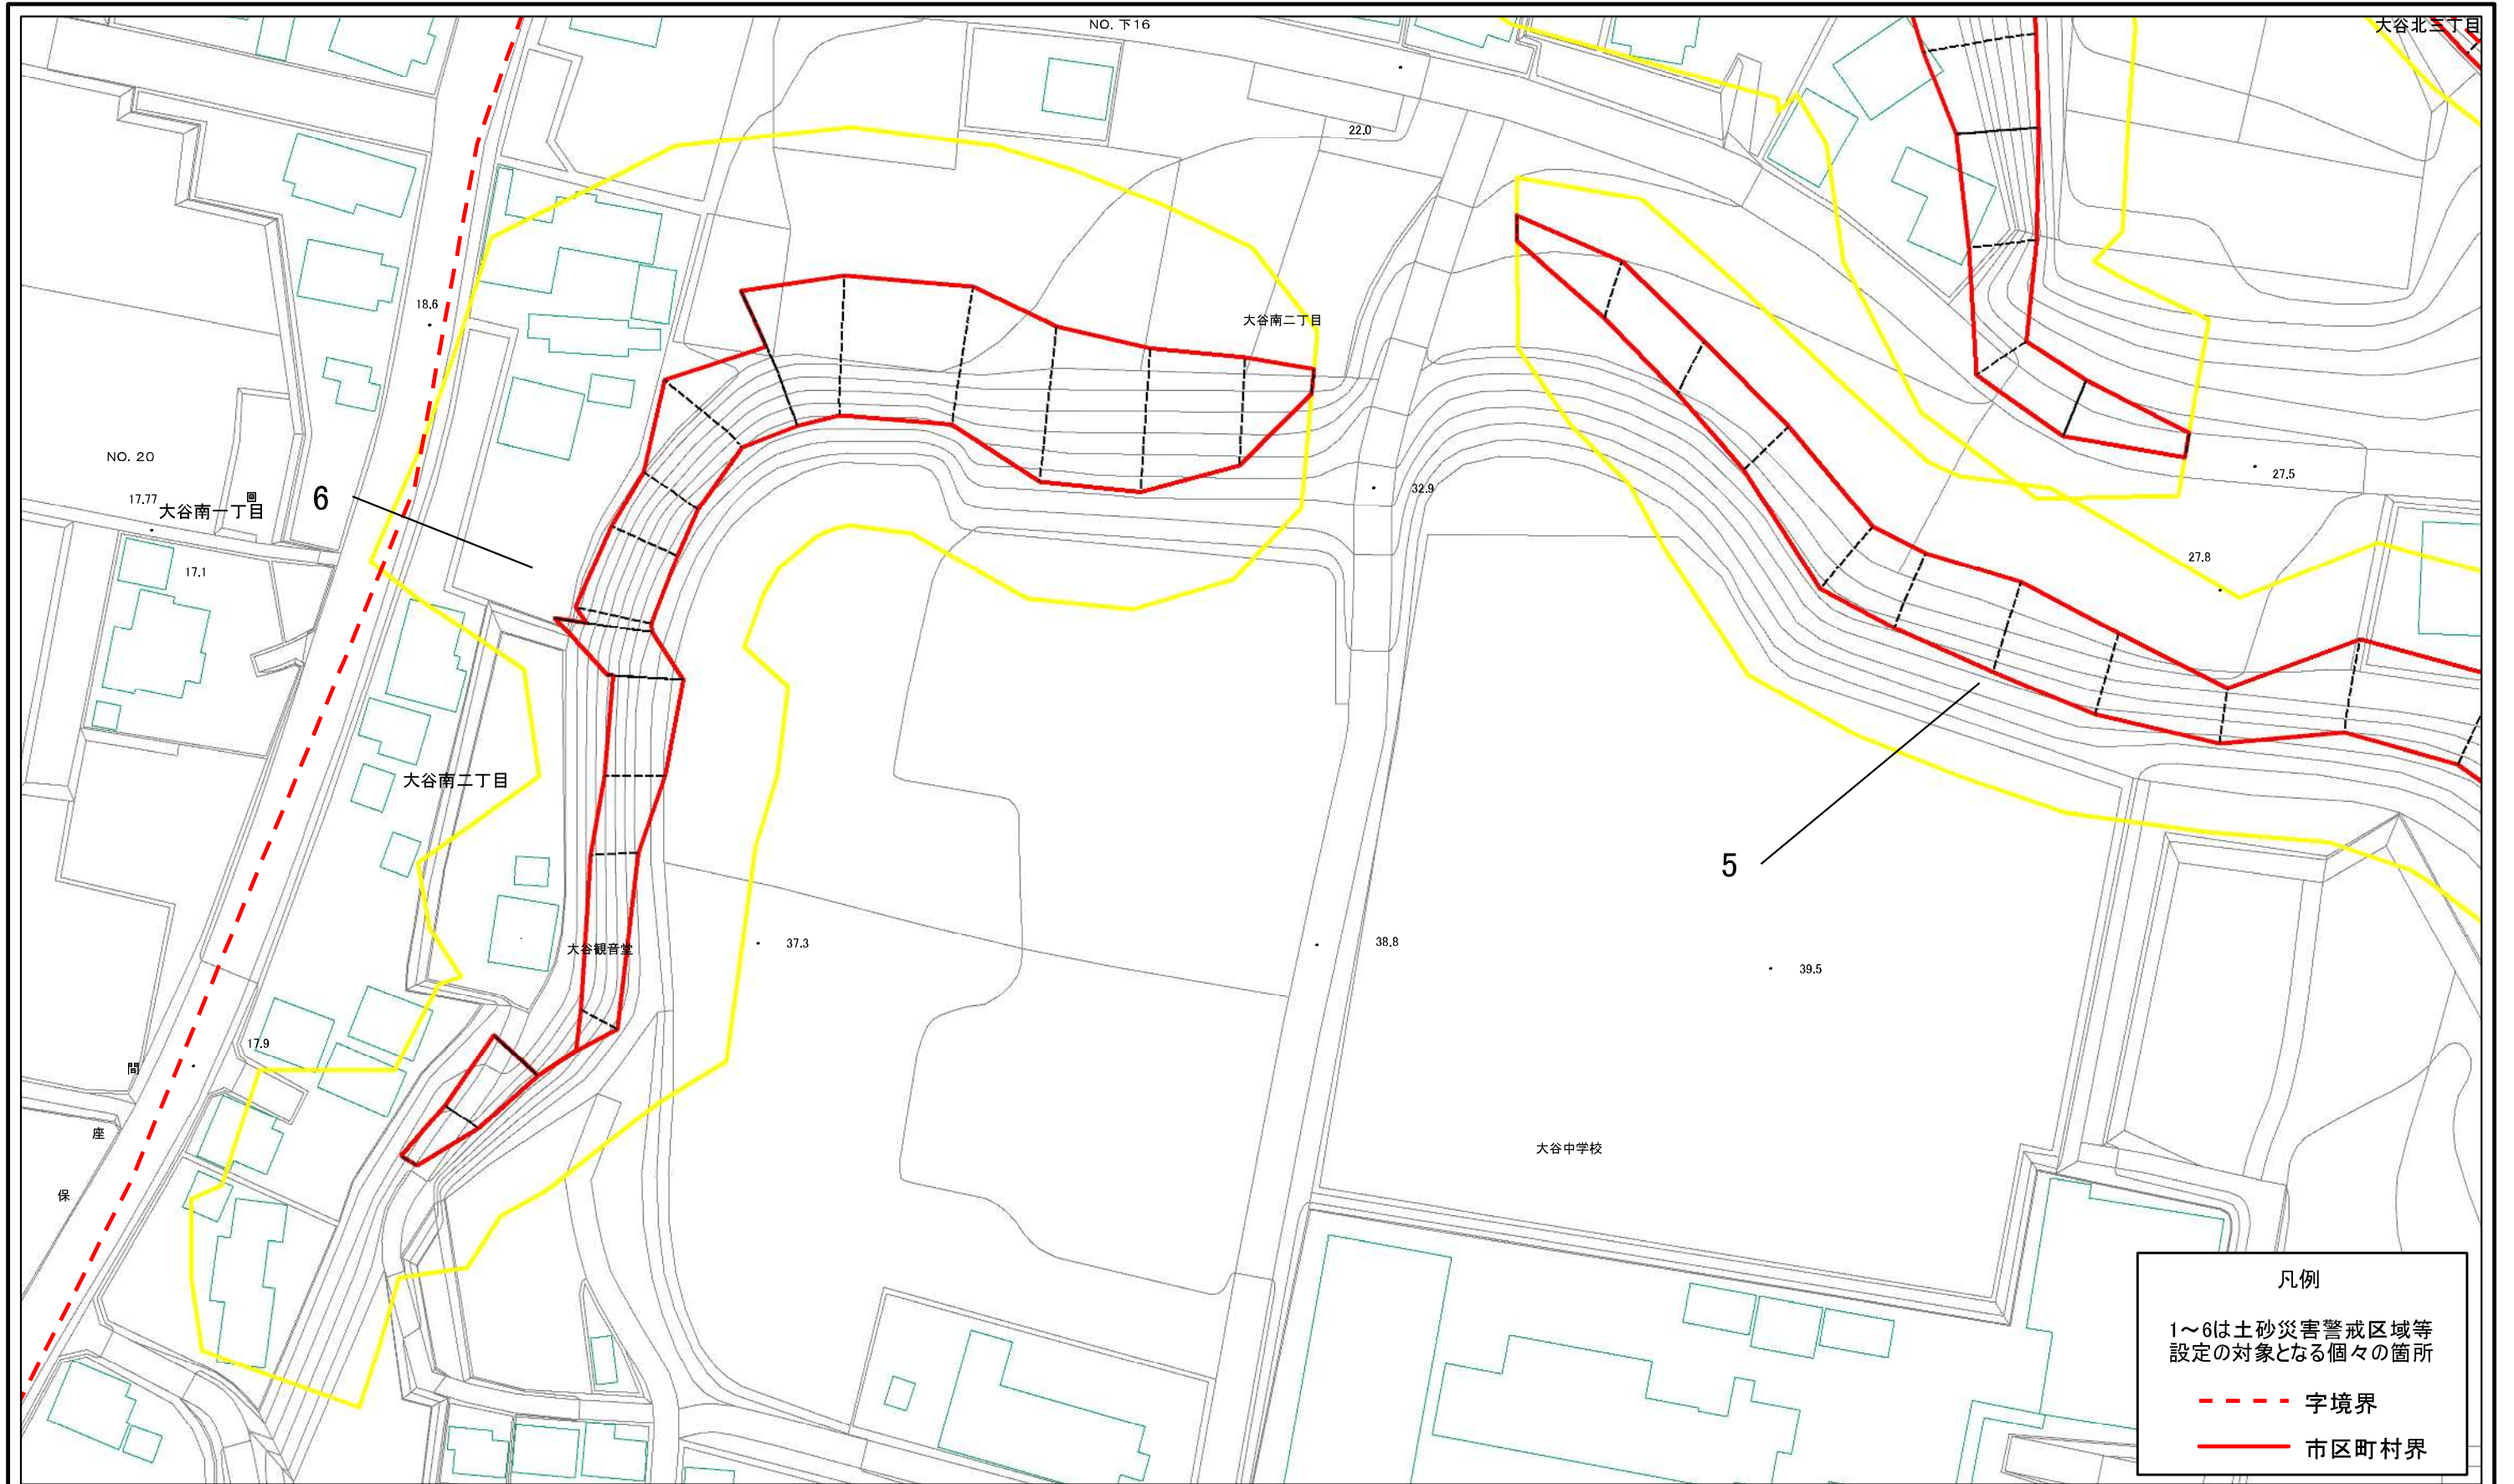 NO. 下16
大谷北三丁目
22.0
18.6
大谷南二丁目
NO. 20
17.77
大谷南一丁目
6
32.9
27.5
17.1
27.8
大谷南二丁目
5
大谷観音堂
37.3
38.8
39.5
17.9
間
座
保
大谷中学校
凡例
1～6は土砂災害警戒区域等
設定の対象となる個々の箇所
字境界
市区町村界